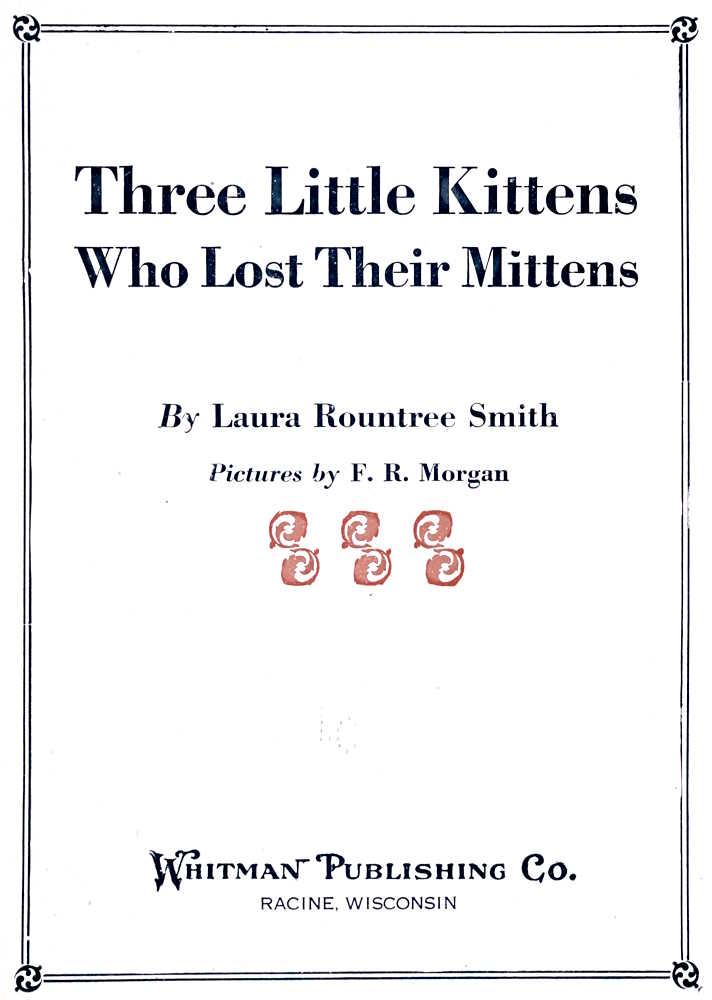 Three Little Kittens
Who Lost Their Mittens
By Laura Rountree Smith
Pictures by F. R. Morgan
Whitman Publishing Co.
RACINE, WISCONSIN